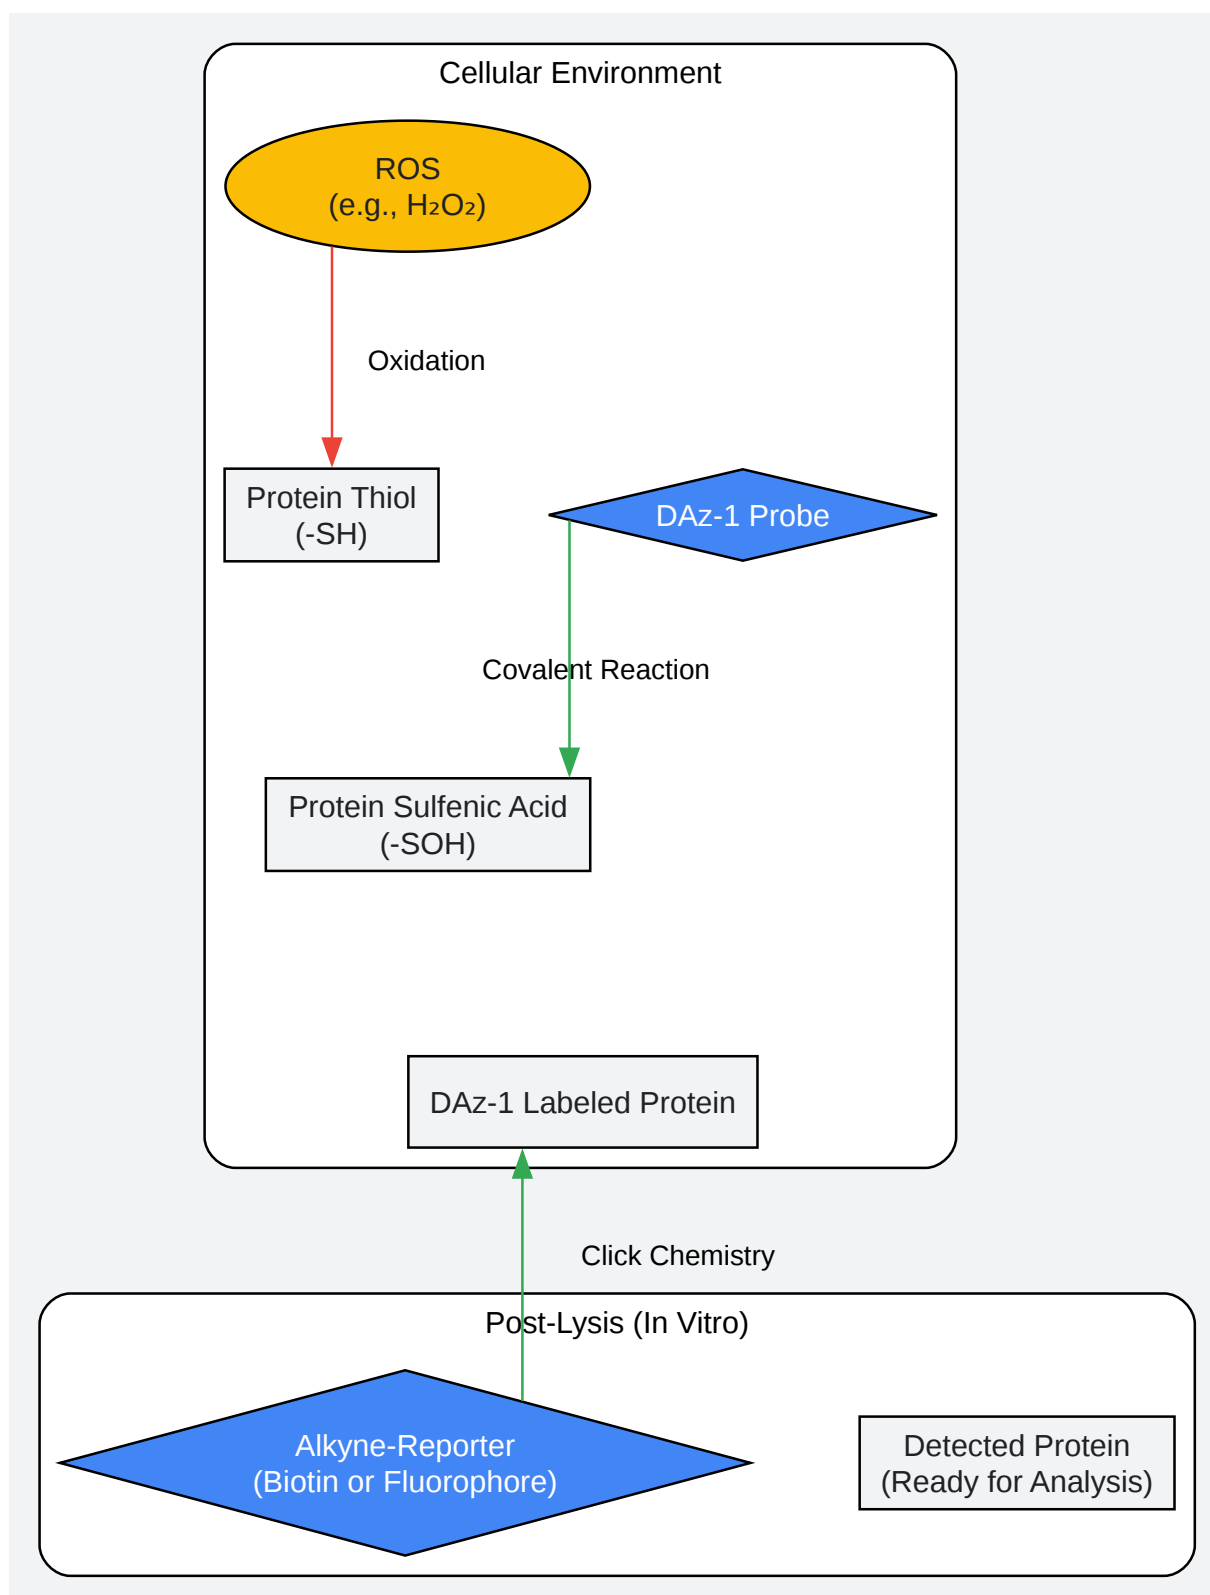 Cellular Environment
ROS
(e.g., H₂O₂)
Oxidation
Protein Thiol
(-SH)
DAz-1 Probe
Covalent Reaction
Protein Sulfenic Acid
(-SOH)
DAz-1 Labeled Protein
Click Chemistry
Post-Lysis (In Vitro)
Alkyne-Reporter
(Biotin or Fluorophore)
Detected Protein
(Ready for Analysis)